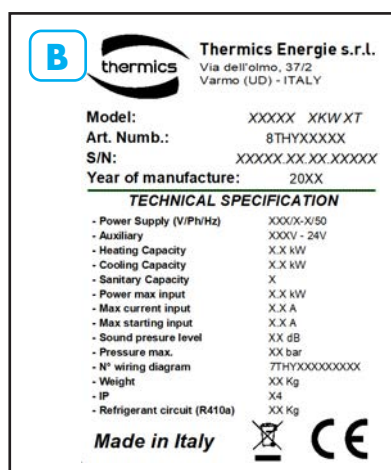 B
thermics
Thermics Energie s.r.l.
Via dell'olmo, 37/2
Varmo (UD) - ITALY
Model: XXXXX XKW XT
Art. Numb.: 8THYXXXXX
S/N: XXXXX.XX.XX.XXXXX
Year of manufacture: 20XX
TECHNICAL SPECIFICATION
- Power Supply (V/Ph/Hz) XXX/X-X/50
- Auxiliary XXXV - 24V
- Heating Capacity X.X kW
- Cooling Capacity X.X kW
- Sanitary Capacity X
- Power max input X.X kW
- Max current input X.X A
- Max starting input X.X A
- Sound presure level XX dB
- Pressure max. XX bar
- N° wiring diagram 7THYXXXXXXXXX
- Weight XX Kg
- IP X4
- Refrigerant circuit (R410a) XX Kg
Made in Italy CE